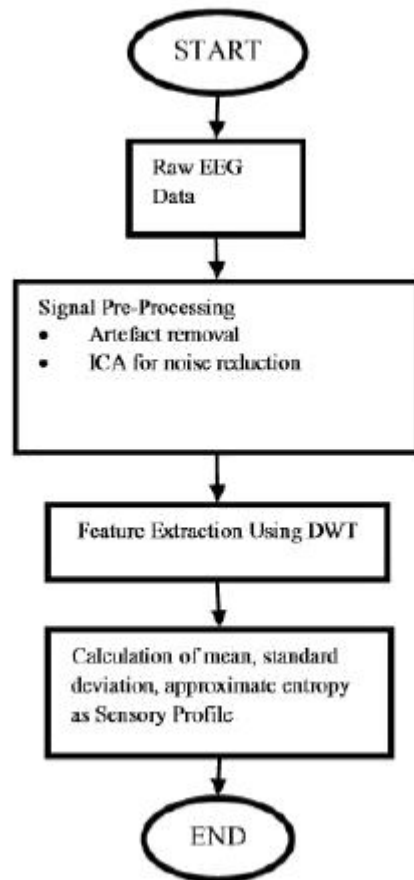 START
Raw EEG
Data
Signal Pre-Processing
• Artefact removal
• ICA for noise reduction
Feature Extraction Using DWT
Calculation of mean, standard
deviation, approximate entropy
as Sensory Profile
END